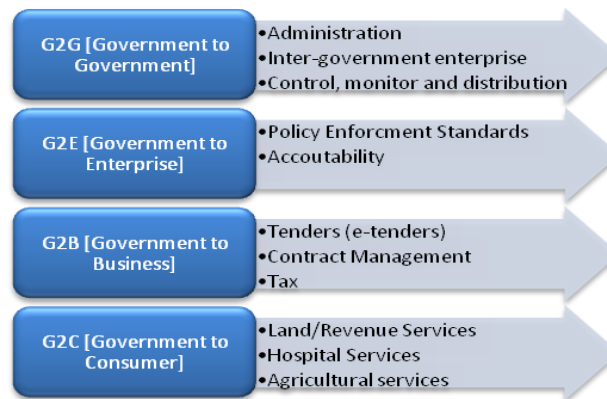 G2G [Government to
Government]
•Administration
•Inter-government enterprise
•Control, monitor and distribution
G2E [Government to
Enterprise]
•Policy Enforcment Standards
•Accoutability
G2B [Government to
Business]
•Tenders (e-tenders)
•Contract Management
•Tax
G2C [Government to
Consumer]
•Land/Revenue Services
•Hospital Services
•Agricultural services